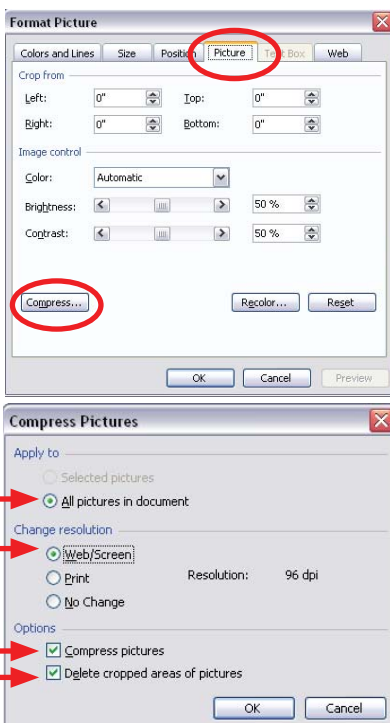 Format Picture
Colors and Lines Size Position Picture Text Box Web
Crop from
Left: 0" Top: 0"
Right: 0" Bottom: 0"
Image control
Color: Automatic
Brightness: 50 %
Contrast: 50 %
Compress... Recolor... Reset
OK Cancel Preview
Compress Pictures
Apply to
Selected pictures
All pictures in document
Change resolution
Web/Screen
Print Resolution: 96 dpi
No Change
Options
Compress pictures
Delete cropped areas of pictures
OK Cancel